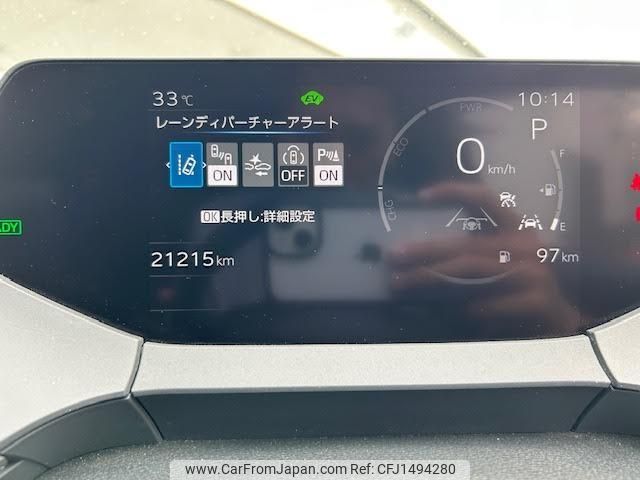 33℃
EV
10:14
レーンディパーチャーアラート
PWR
P
ECO
ON
OFF
P
ON
0 km/h
F
CHG
OK長押し:詳細設定
E
ADY
21215km
97km
www.CarFromJapan.com © CFJ1494280